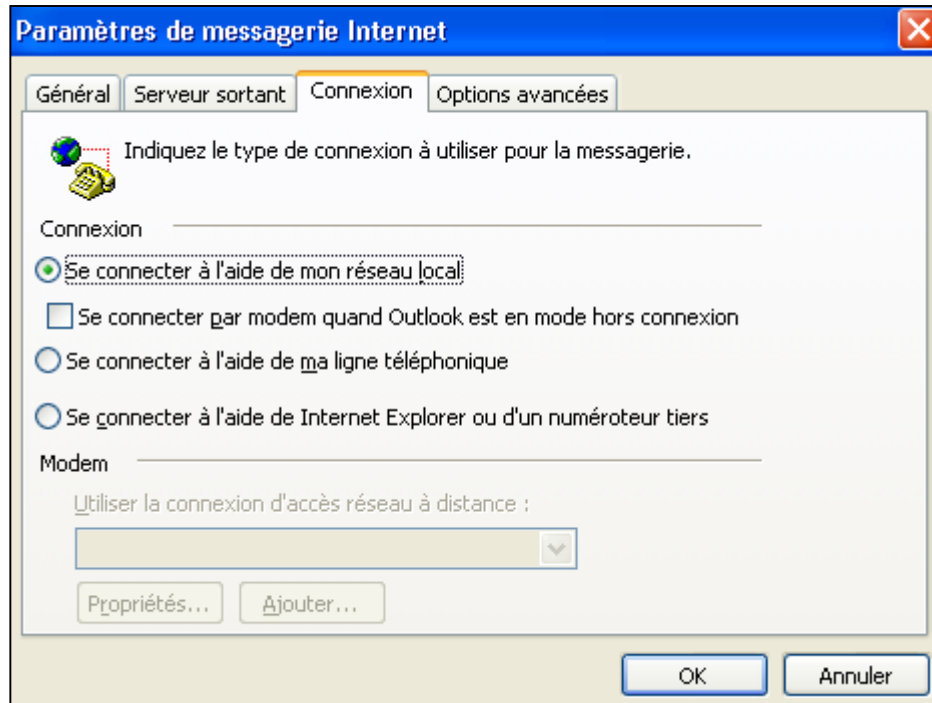 Paramètres de messagerie Internet
Général Serveur sortant Connexion Options avancées
Indiquez le type de connexion à utiliser pour la messagerie.
Connexion
Se connecter à l'aide de mon réseau local
Se connecter par modem quand Outlook est en mode hors connexion
Se connecter à l'aide de ma ligne téléphonique
Se connecter à l'aide de Internet Explorer ou d'un numéroteur tiers
Modem
Utiliser la connexion d'accès réseau à distance :
Propriétés... Ajouter...
OK Annuler